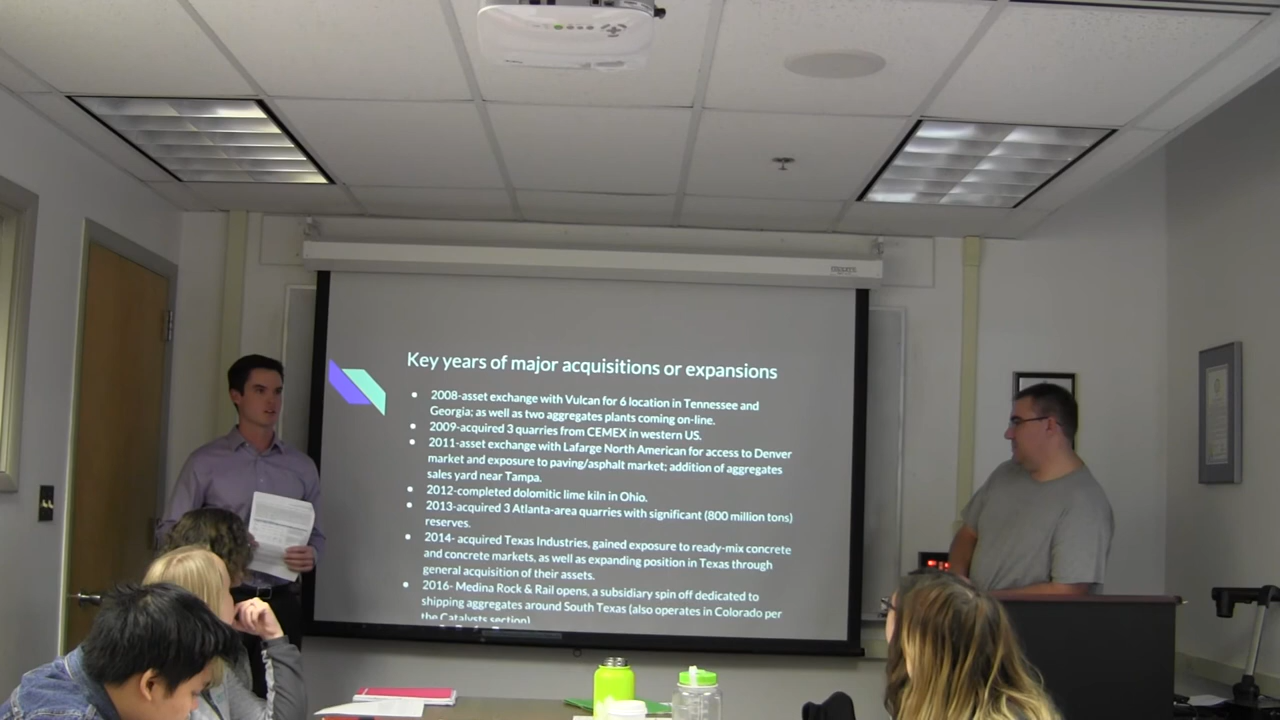 Key years of major acquisitions or expansions
2008-asset exchange with Vulcan for 6 location in Tennessee and
Georgia; as well as two aggregates plants coming on-line.
2009-acquired 3 quarries from CEMEX in western US.
2011-asset exchange with Lafarge North American for access to Denver
market and exposure to paving/asphalt market; addition of aggregates
sales yard near Tampa.
2012-completed dolomitic lime kiln in Ohio.
2013-acquired 3 Atlanta-area quarries with significant (800 million tons)
reserves.
2014- acquired Texas Industries, gained exposure to ready-mix concrete
and concrete markets, as well as expanding position in Texas through
general acquisition of their assets.
2016- Medina Rock & Rail opens, a subsidiary spin off dedicated to
shipping aggregates around South Texas (also operates in Colorado per
the Catalysts section)